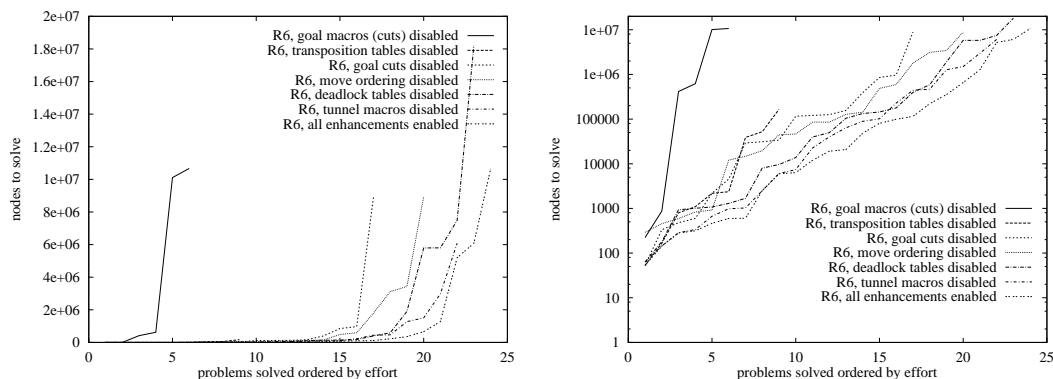 2e+07
1.8e+07
1.6e+07
1.4e+07
1.2e+07
1e+07
8e+06
6e+06
4e+06
2e+06
0
nodes to solve
R6, goal macros (cuts) disabled
R6, transposition tables disabled
R6, goal cuts disabled
R6, move ordering disabled
R6, deadlock tables disabled
R6, tunnel macros disabled
R6, all enhancements enabled
0 5 10 15 20 25
problems solved ordered by effort
1e+07
1e+06
100000
10000
1000
100
10
1
nodes to solve
R6, goal macros (cuts) disabled
R6, transposition tables disabled
R6, goal cuts disabled
R6, move ordering disabled
R6, deadlock tables disabled
R6, tunnel macros disabled
R6, all enhancements enabled
0 5 10 15 20 25
problems solved ordered by effort